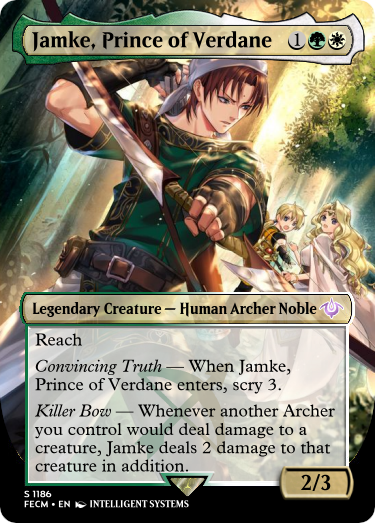 Jamke, Prince of Verdane 1
Legendary Creature — Human Archer Noble
Reach
Convincing Truth — When Jamke,
Prince of Verdane enters, scry 3.
Killer Bow — Whenever another Archer
you control would deal damage to a
creature, Jamke deals 2 damage to that
creature in addition.
2/3
S 1186
FECM • EN INTELLIGENT SYSTEMS